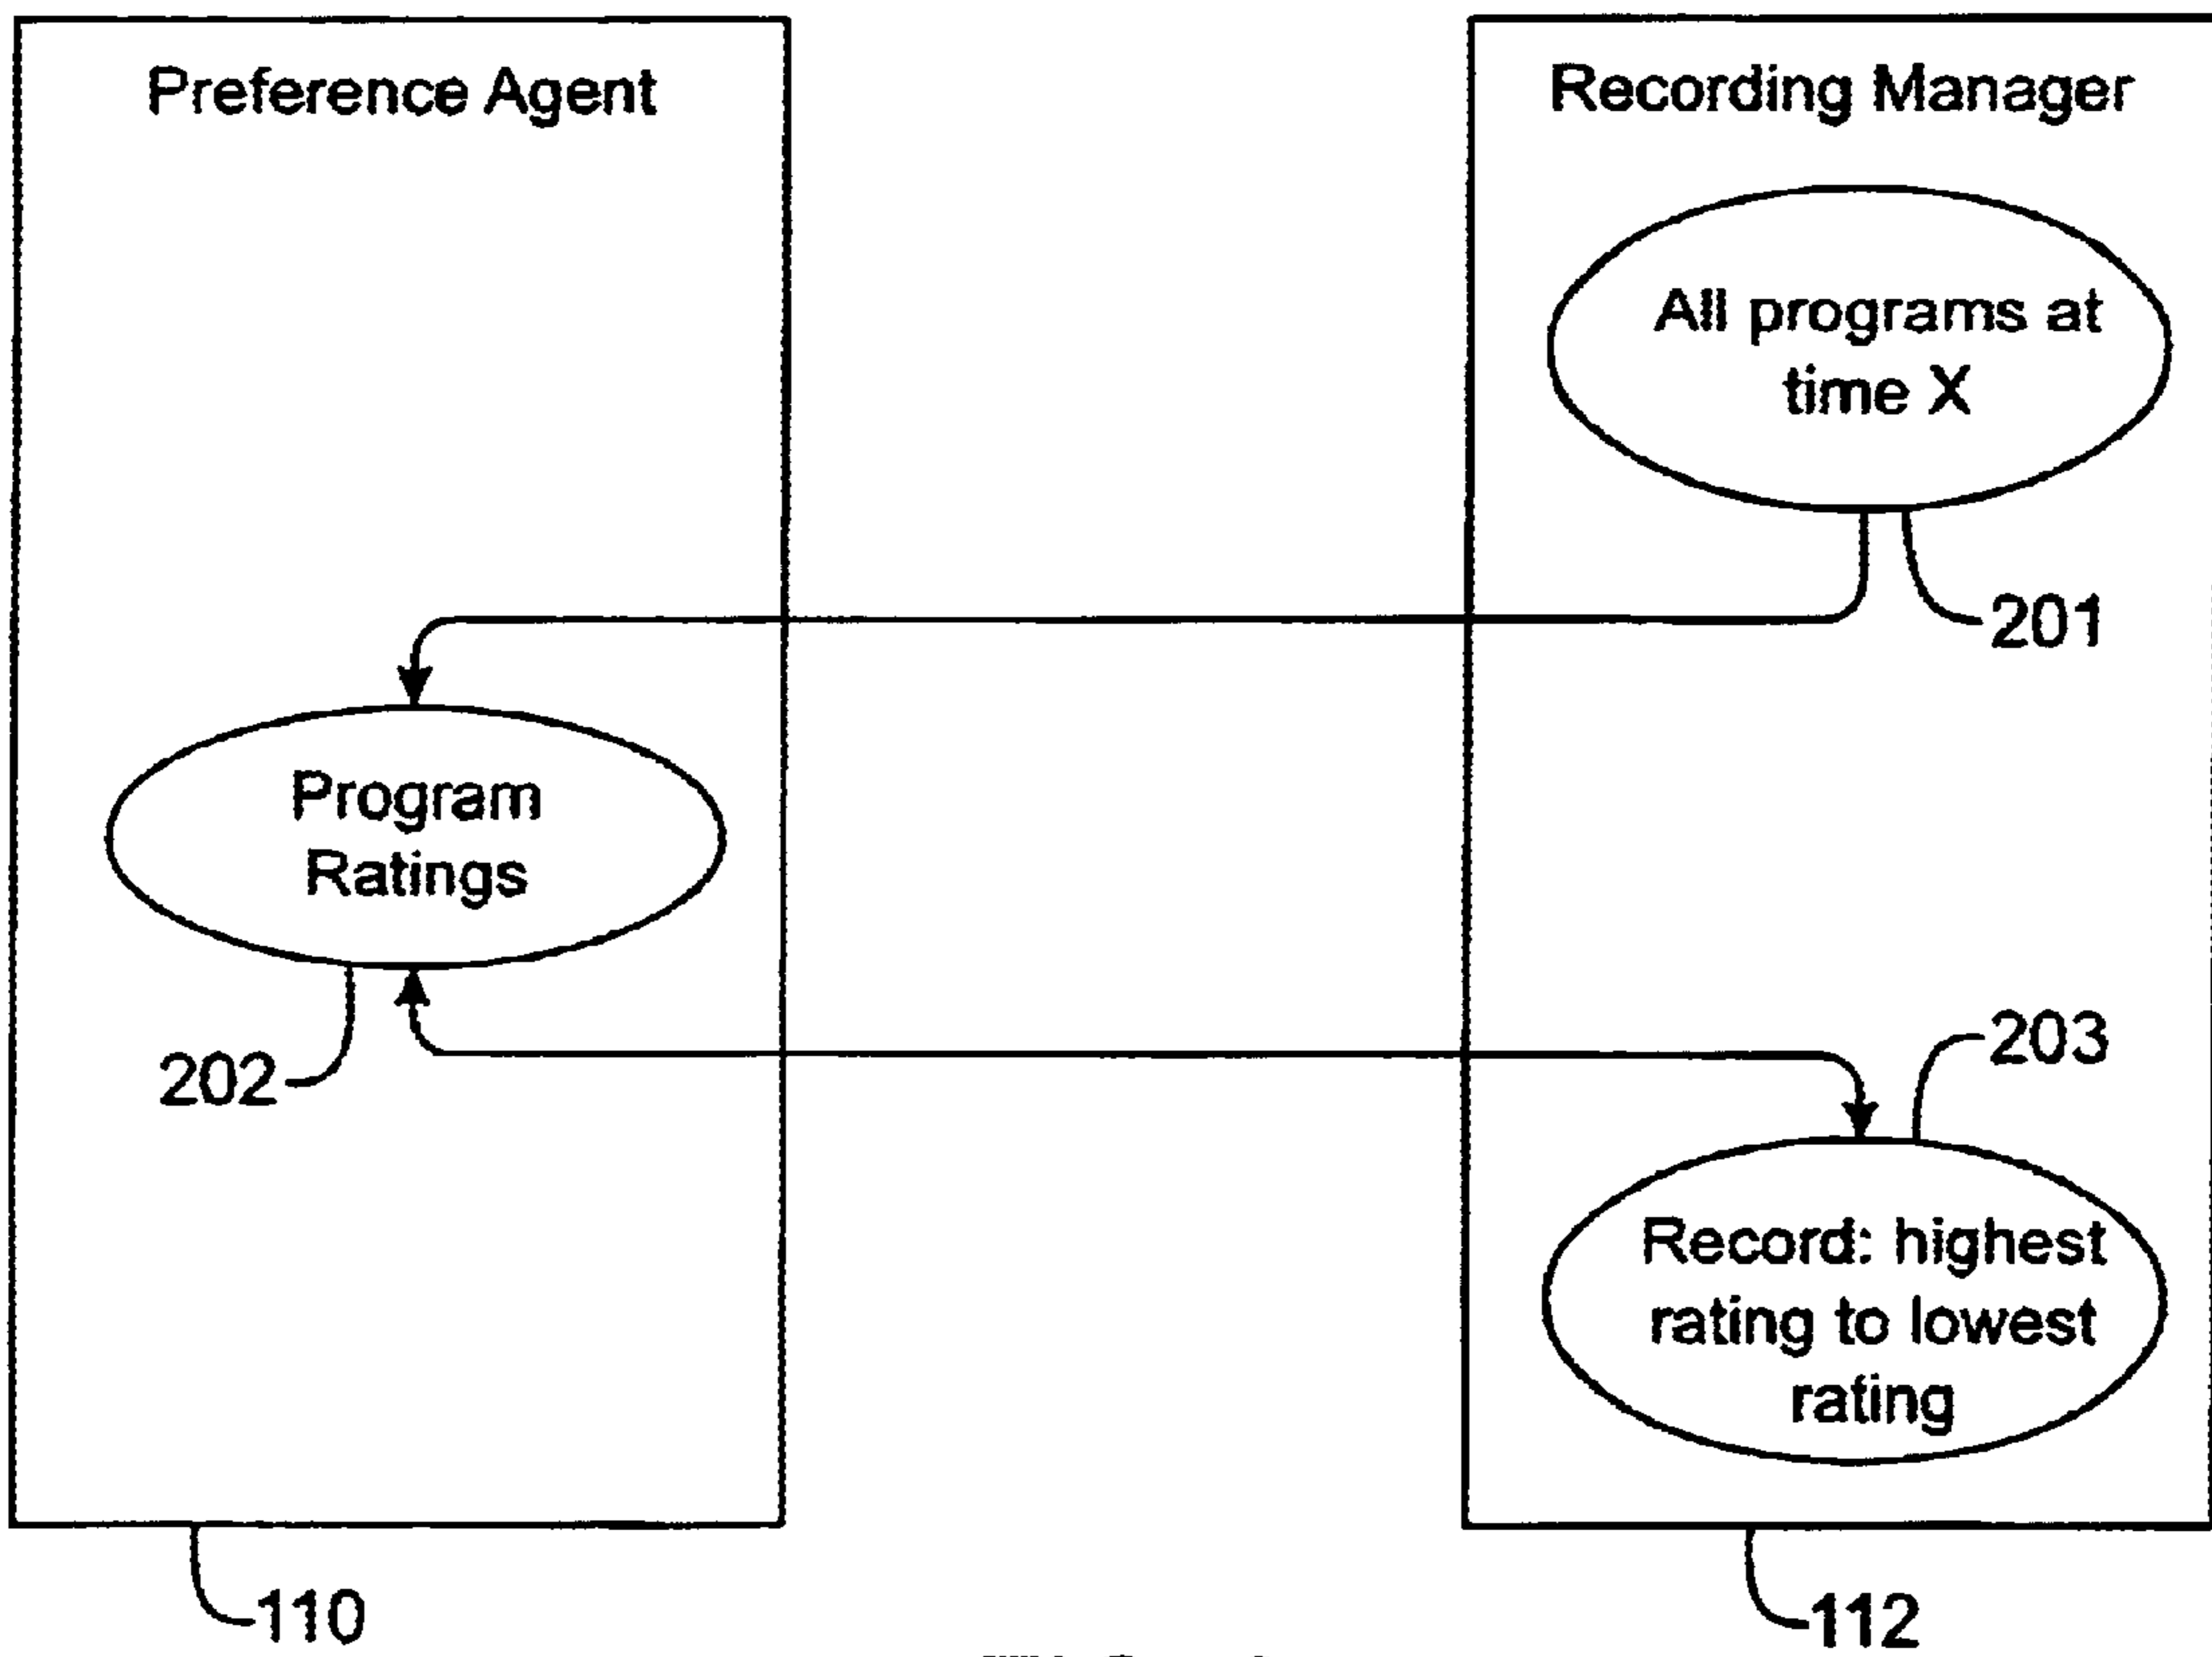 Preference Agent
Recording Manager
All programs at
time X
201
Program
Ratings
202
203
Record: highest
rating to lowest
rating
110
112